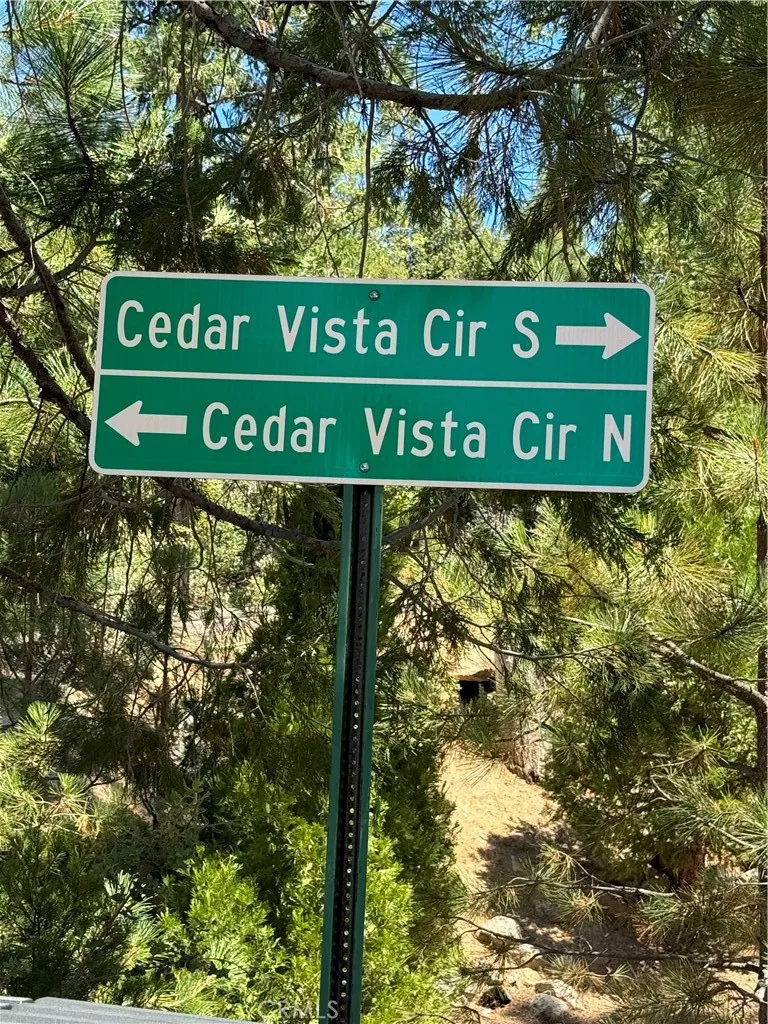 Cedar Vista Cir S →
← Cedar Vista Cir N
CRMLS